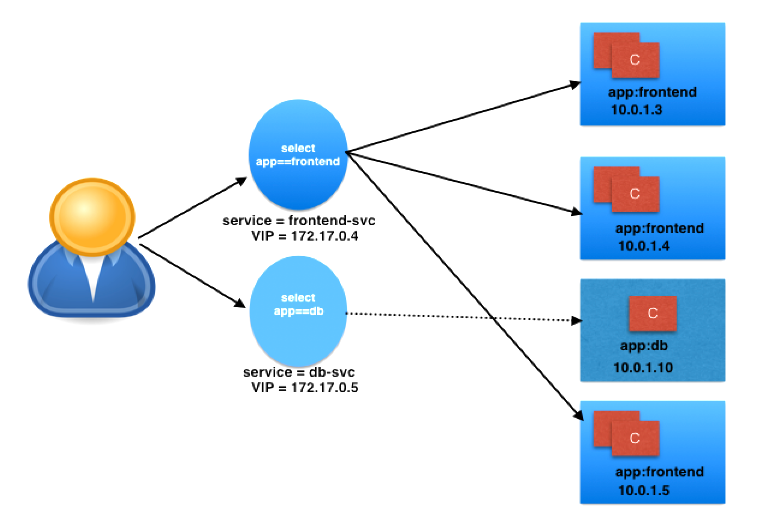 select
app==frontend
service = frontend-svc
VIP = 172.17.0.4
select
app==db
service = db-svc
VIP = 172.17.0.5
C
app:frontend
10.0.1.3
C
app:frontend
10.0.1.4
C
app:db
10.0.1.10
C
app:frontend
10.0.1.5